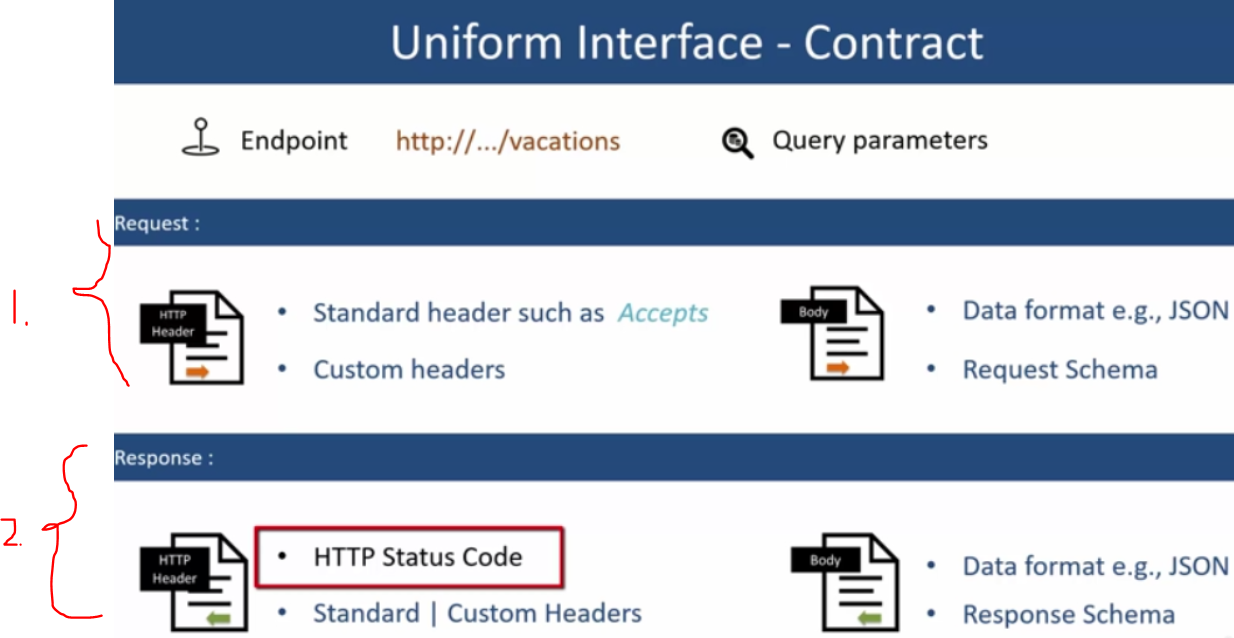 Uniform Interface - Contract
Endpoint http://.../vacations Query parameters
Request :
1.
HTTP
Header
• Standard header such as Accepts
• Custom headers
Body
• Data format e.g., JSON
• Request Schema
Response :
2.
HTTP
Header
• HTTP Status Code
• Standard | Custom Headers
Body
• Data format e.g., JSON
• Response Schema